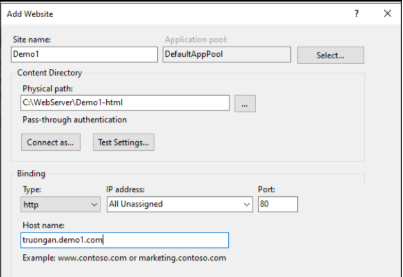 Add Website ? ×
Site name: Application pool:
Demo1 DefaultAppPool Select...
Content Directory
Physical path:
C:\WebServer\Demo1-html ...
Pass-through authentication
Connect as... Test Settings...
Binding
Type: IP address: Port:
http All Unassigned 80
Host name:
truongan.demo1.com
Example: www.contoso.com or marketing.contoso.com